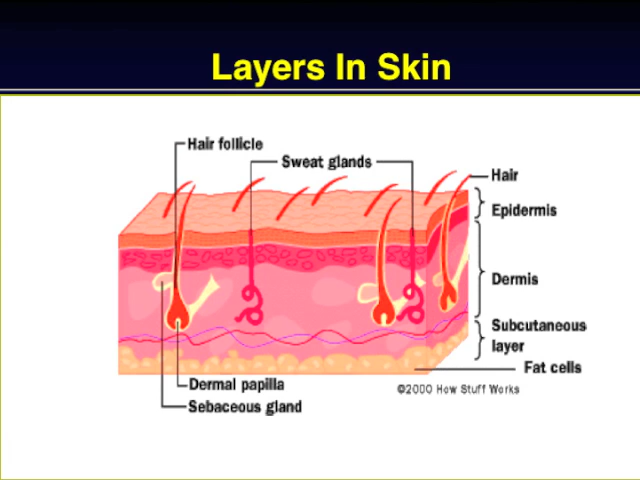 Layers In Skin
Hair follicle
Sweat glands
Hair
Epidermis
Dermis
Subcutaneous
layer
Fat cells
Dermal papilla
©2000 How Stuff Works
Sebaceous gland